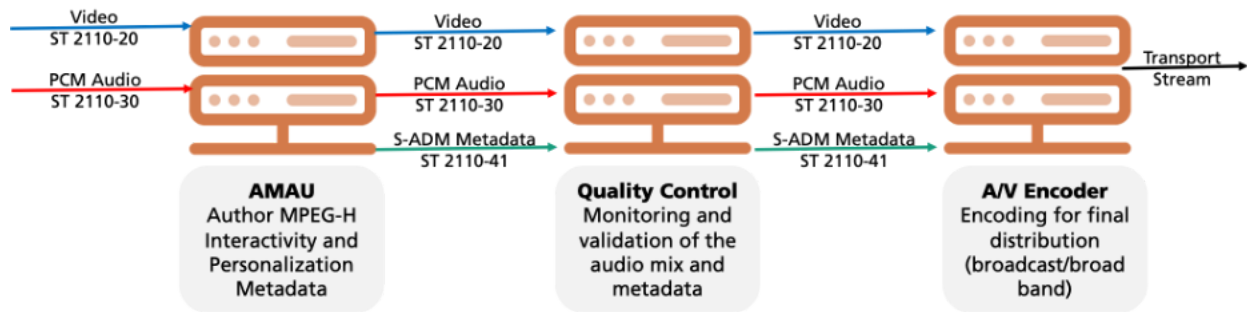 Video
ST 2110-20
PCM Audio
ST 2110-30
Video
ST 2110-20
PCM Audio
ST 2110-30
S-ADM Metadata
ST 2110-41
Video
ST 2110-20
PCM Audio
ST 2110-30
S-ADM Metadata
ST 2110-41
Transport
Stream
AMAU
Author MPEG-H
Interactivity and
Personalization
Metadata
Quality Control
Monitoring and
validation of the
audio mix and
metadata
A/V Encoder
Encoding for final
distribution
(broadcast/broad
band)